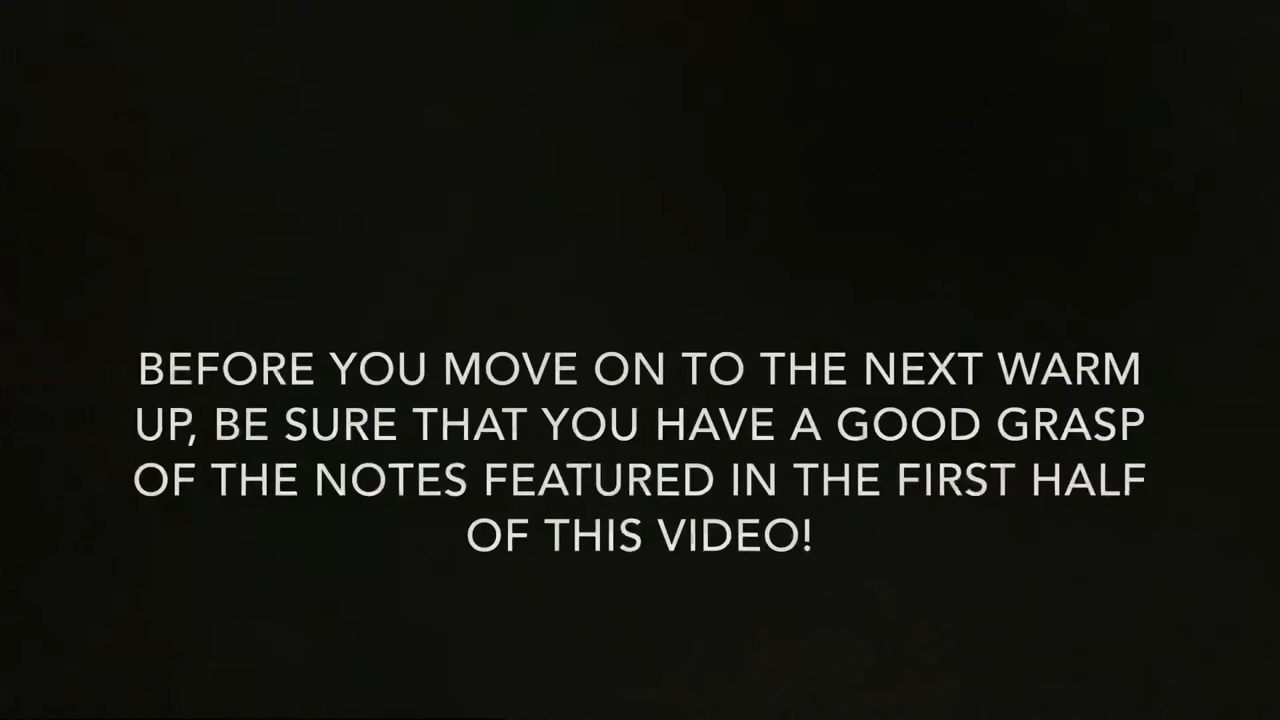 BEFORE YOU MOVE ON TO THE NEXT WARM
UP, BE SURE THAT YOU HAVE A GOOD GRASP
OF THE NOTES FEATURED IN THE FIRST HALF
OF THIS VIDEO!